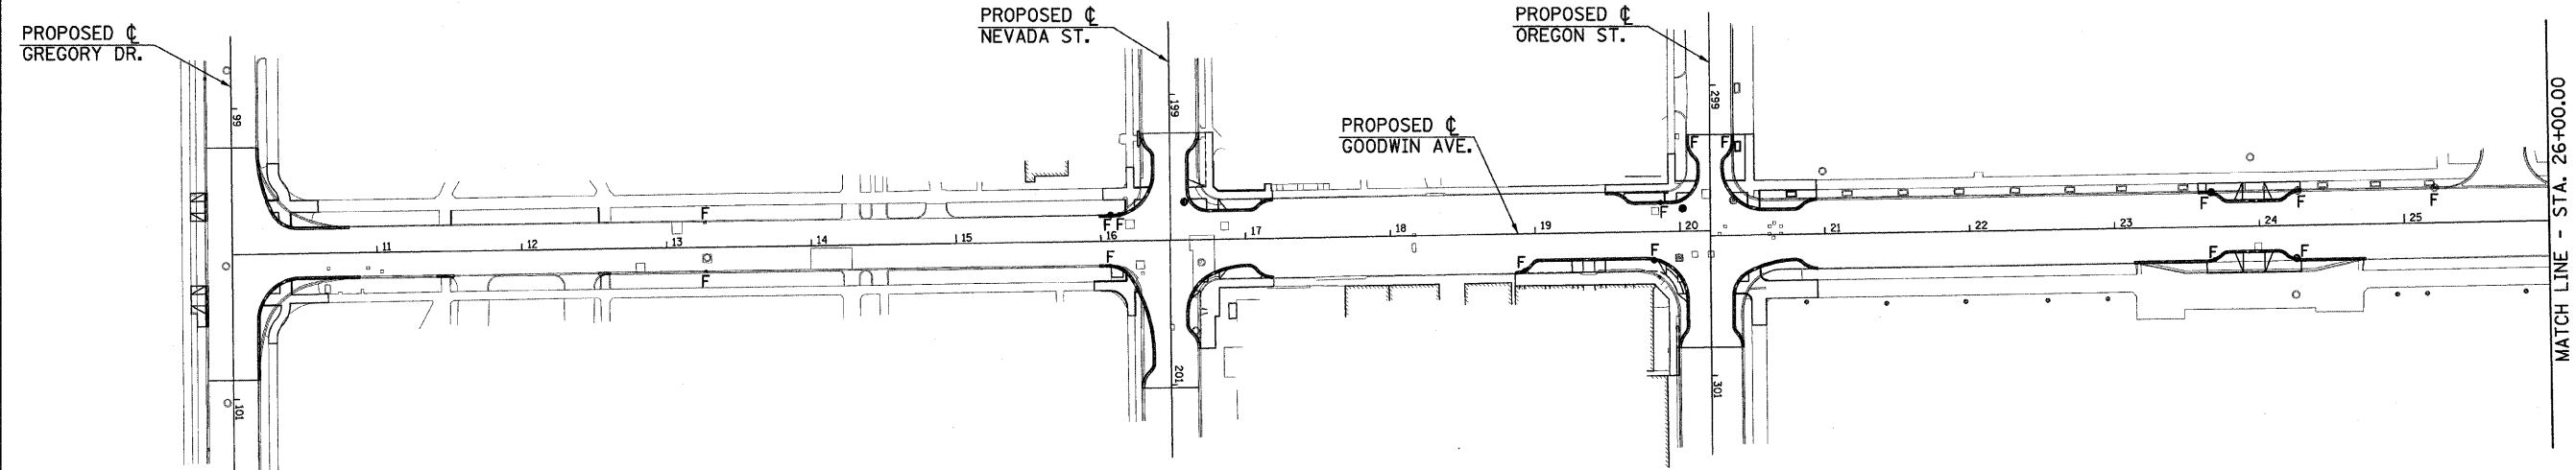 PROPOSED ℄
GREGORY DR.
PROPOSED ℄
NEVADA ST.
PROPOSED ℄
OREGON ST.
PROPOSED ℄
GOODWIN AVE.
99
199
299
F F
F
F F
F
F F F
11 12 13 14 15 16 17 18 19 20 21 22 23 24 25
F
F
F
F
F F
101
201
301
MATCH LINE - STA. 26+00.00